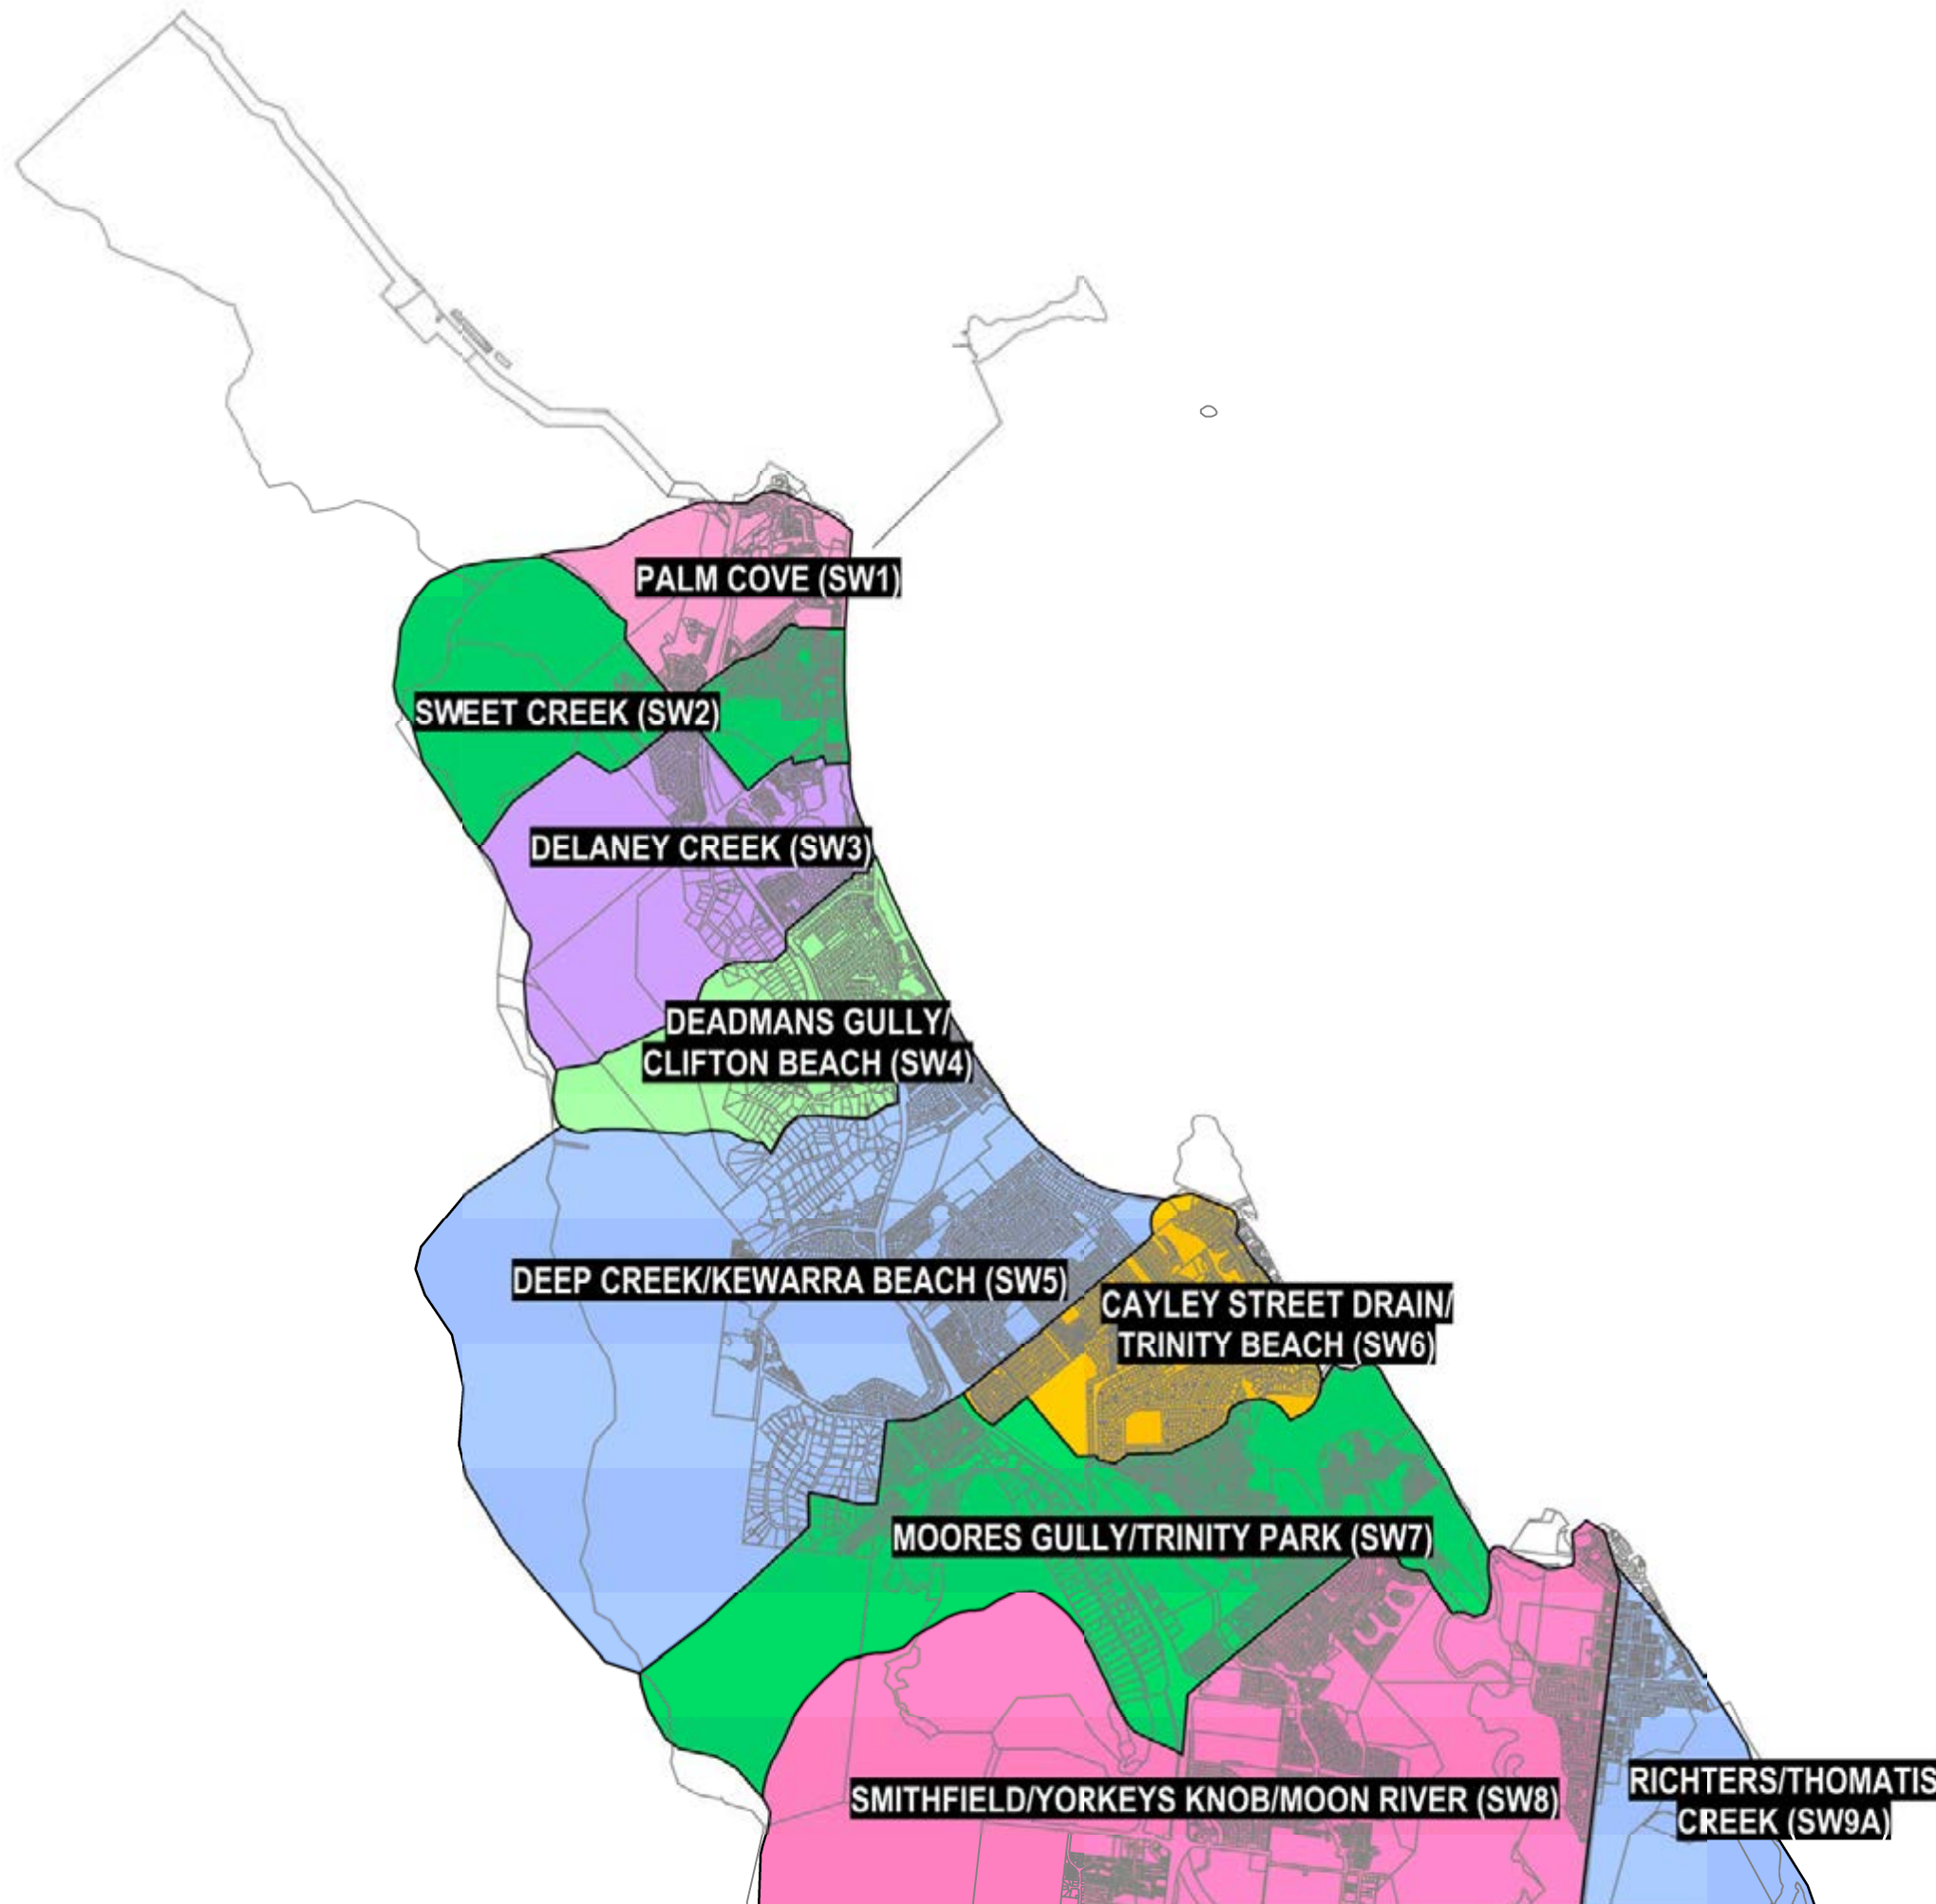 PALM COVE (SW1)
SWEET CREEK (SW2)
DELANEY CREEK (SW3)
DEADMANS GULLY/
CLIFTON BEACH (SW4)
DEEP CREEK/KEWARRA BEACH (SW5)
CAYLEY STREET DRAIN/
TRINITY BEACH (SW6)
MOORES GULLY/TRINITY PARK (SW7)
SMITHFIELD/YORKEYS KNOB/MOON RIVER (SW8)
RICHTERS/THOMATIS
CREEK (SW9A)